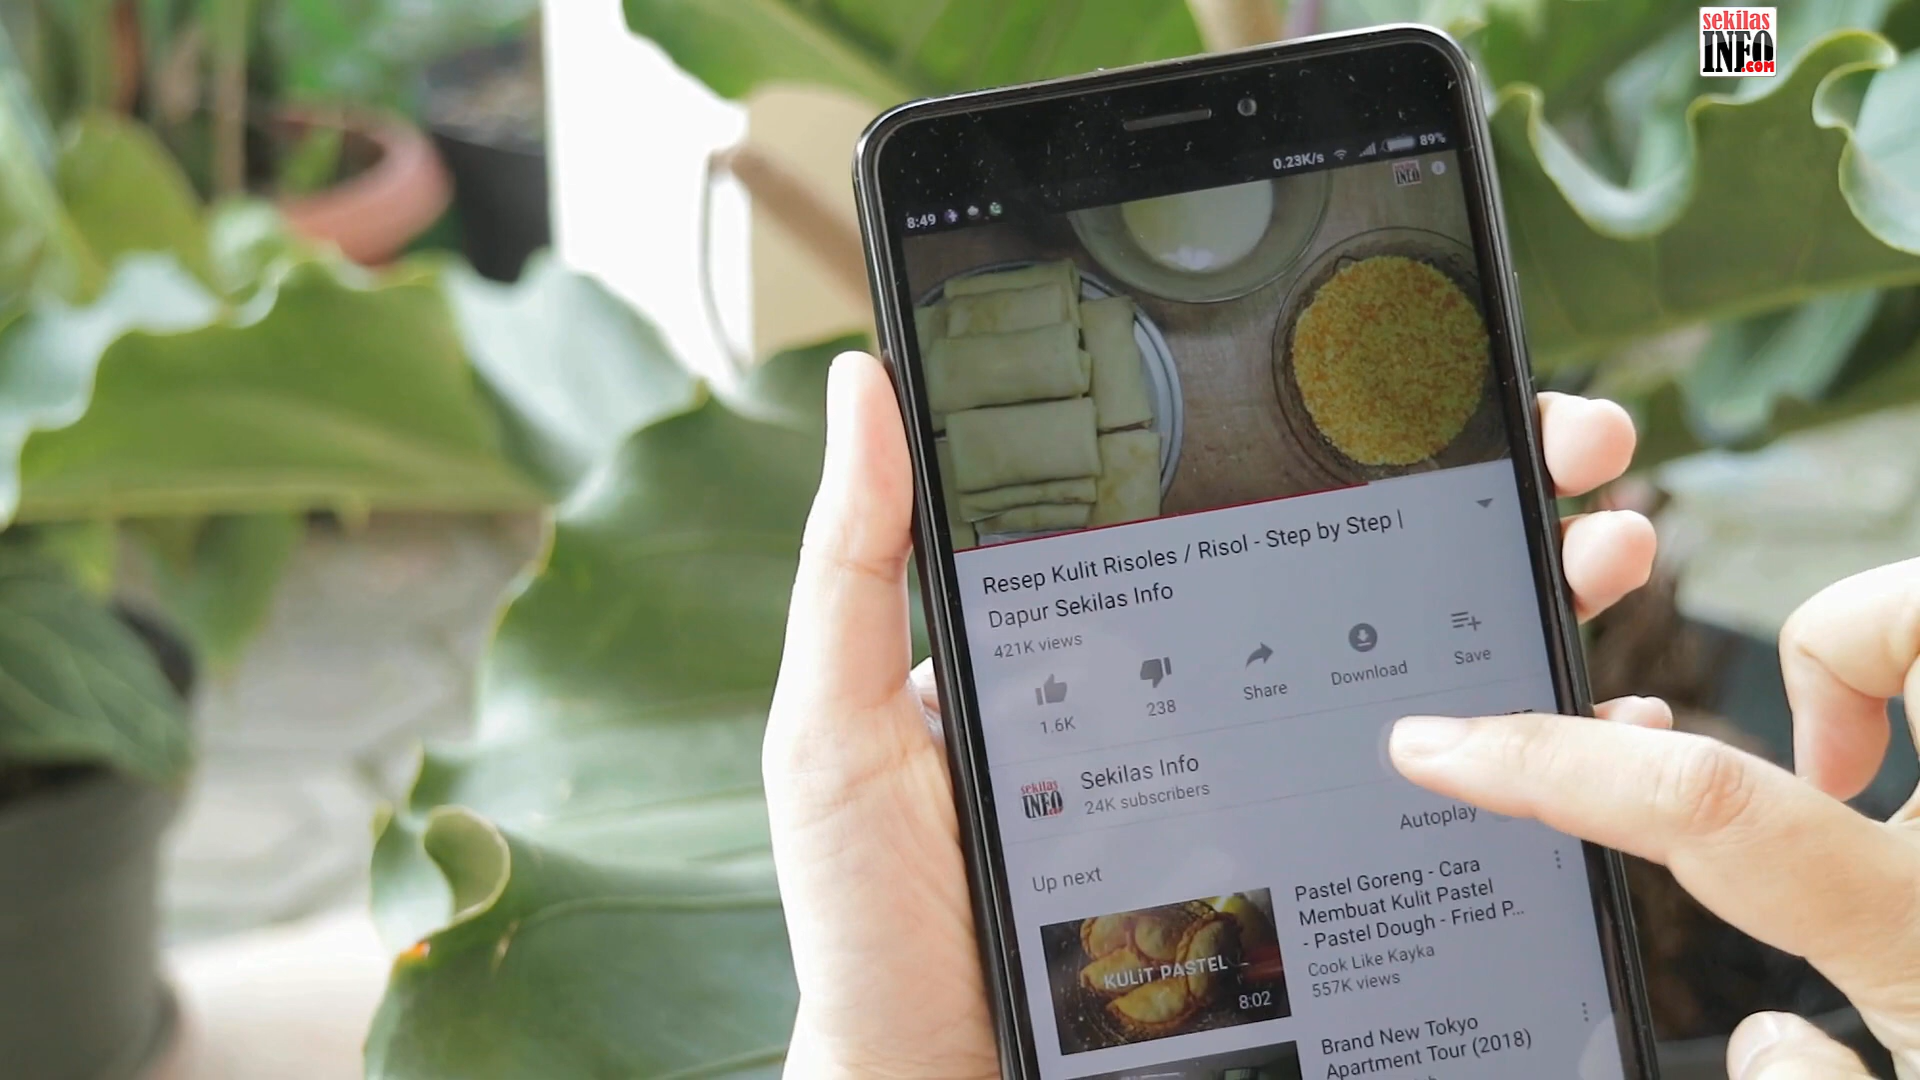 sekilas
INFO
.COM
0.23K/s 89%
8:49
INFO
Resep Kulit Risoles / Risol - Step by Step |
Dapur Sekilas Info
421K views
1.6K 238 Share Download Save
sekilas
INFO
Sekilas Info
24K subscribers
Autoplay
Up next
KULiT PASTEL
8:02
Pastel Goreng - Cara
Membuat Kulit Pastel
- Pastel Dough - Fried P...
Cook Like Kayka
557K views
Brand New Tokyo
Apartment Tour (2018)